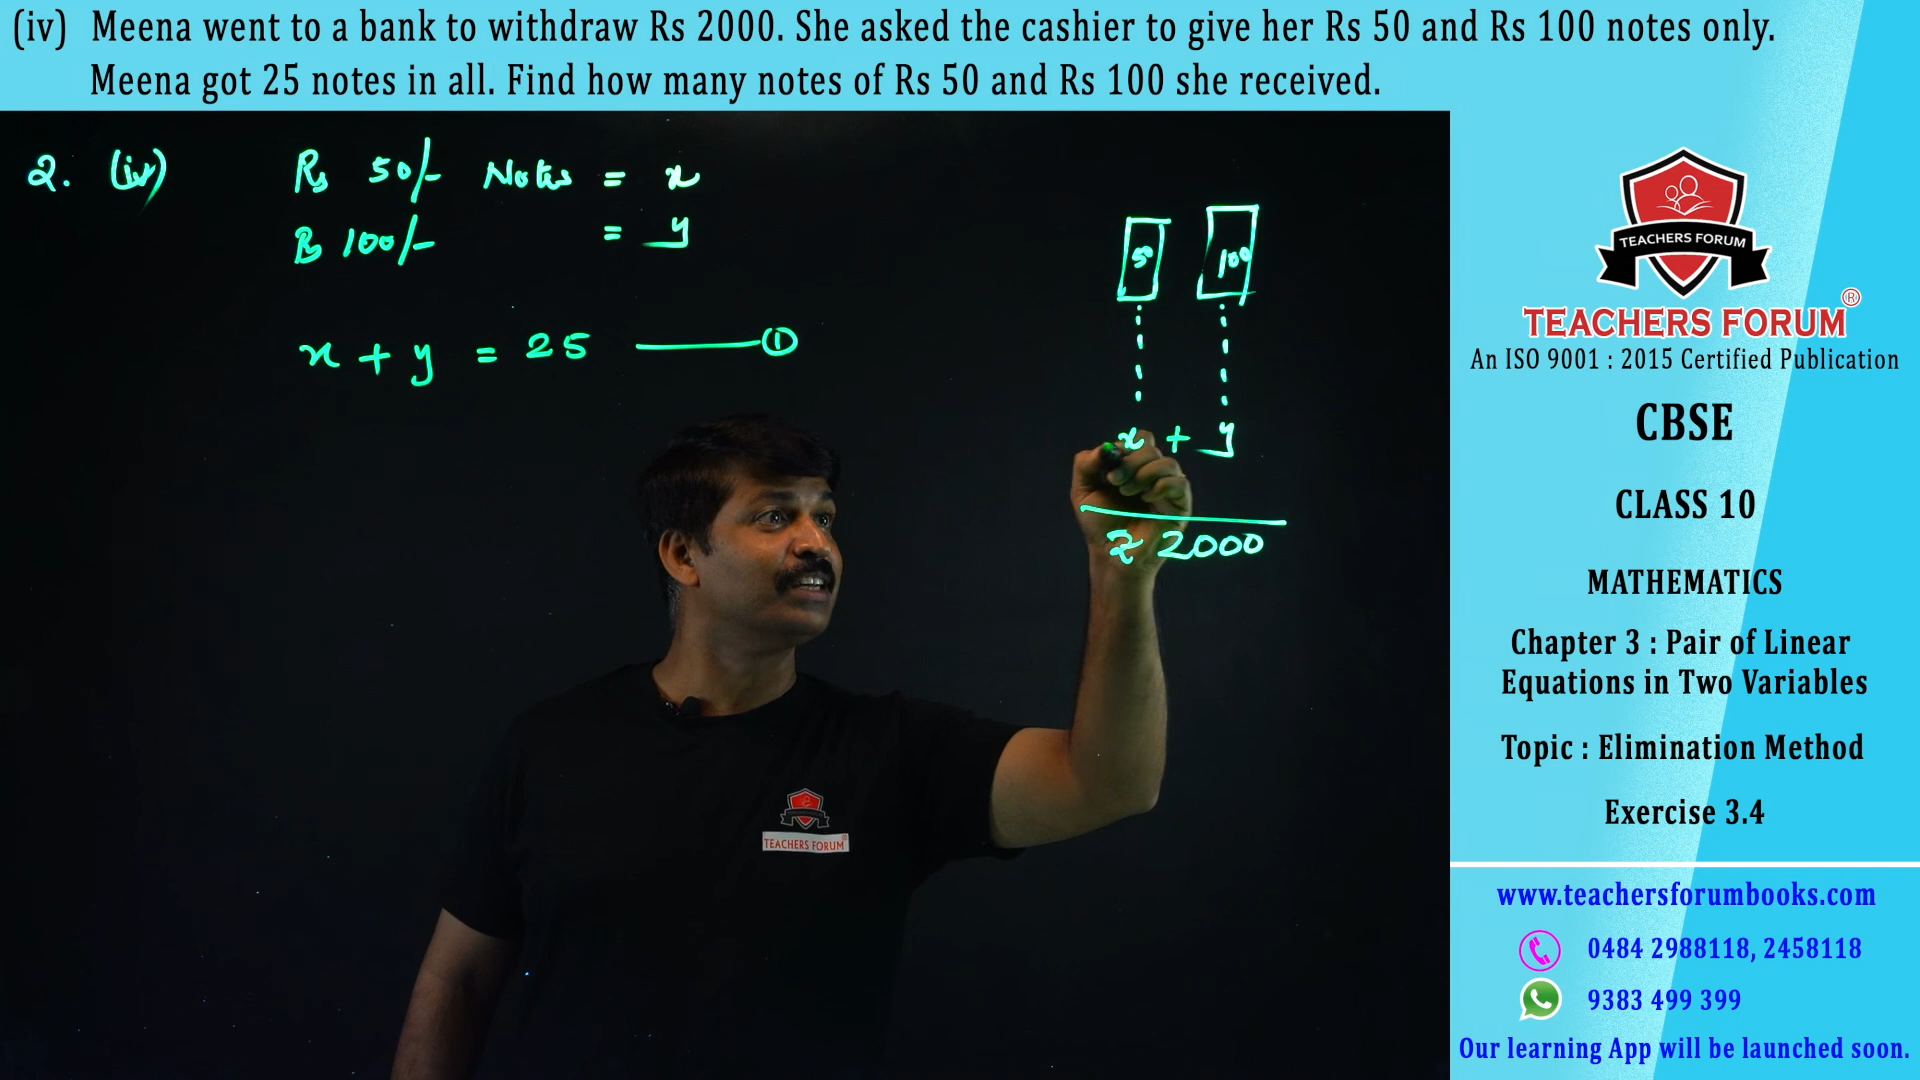 (iv) Meena went to a bank to withdraw Rs 2000. She asked the cashier to give her Rs 50 and Rs 100 notes only.
Meena got 25 notes in all. Find how many notes of Rs 50 and Rs 100 she received.
2. (iv) Rs 50/- Notes = x
Rs 100/- = y
x + y = 25 ——— ①
50 100
x + y
₹ 2000
TEACHERS FORUM
TEACHERS FORUM
TEACHERS FORUM ®
An ISO 9001 : 2015 Certified Publication
CBSE
CLASS 10
MATHEMATICS
Chapter 3 : Pair of Linear
Equations in Two Variables
Topic : Elimination Method
Exercise 3.4
www.teachersforumbooks.com
0484 2988118, 2458118
9383 499 399
Our learning App will be launched soon.